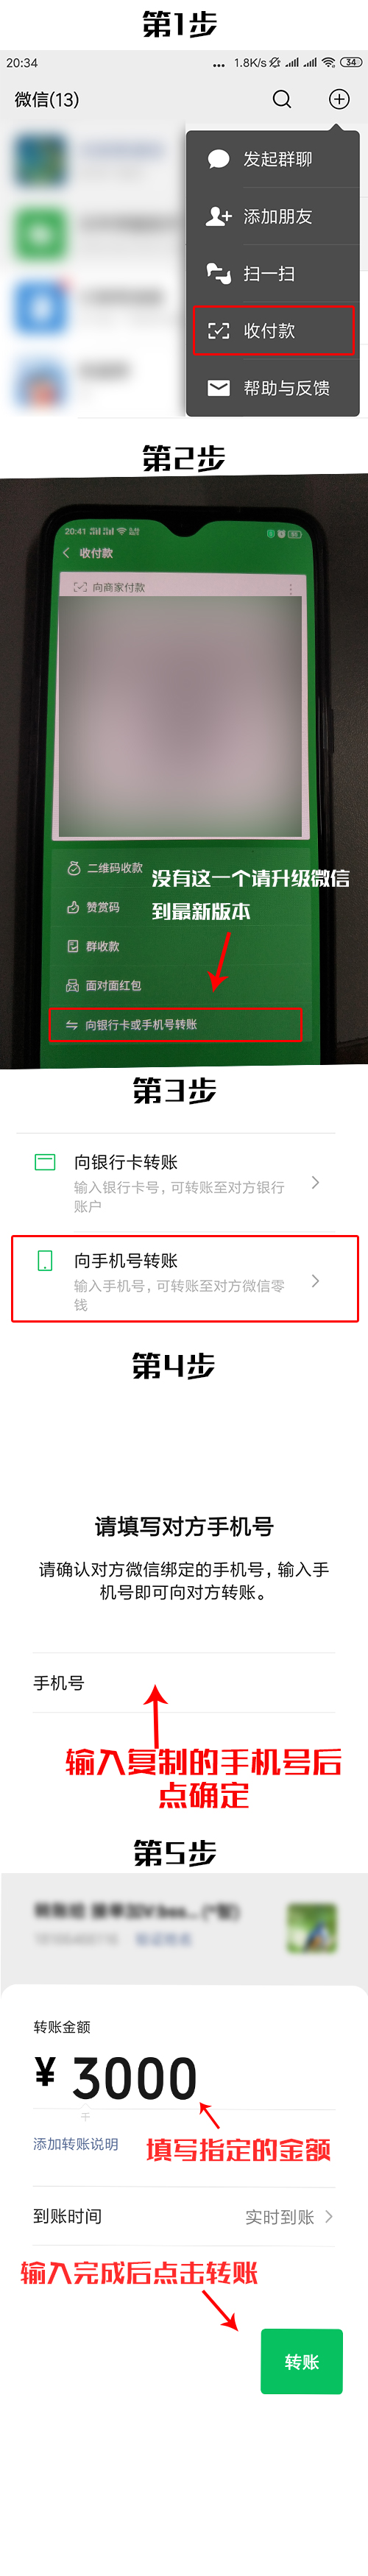 第1步
20:34
... 1.8K/s 34
微信(13)
发起群聊
添加朋友
扫一扫
收付款
帮助与反馈
第2步
20:41
收付款
向商家付款
二维码收款
没有这一个请升级微信
到最新版本
赞赏码
群收款
面对面红包
向银行卡或手机号转账
第3步
向银行卡转账
输入银行卡号，可转账至对方银行
账户
向手机号转账
输入手机号，可转账至对方微信零
钱
第4步
请填写对方手机号
请确认对方微信绑定的手机号，输入手
机号即可向对方转账。
手机号
输入复制的手机号后
点确定
第5步
转账金额
¥ 3000
千
添加转账说明
填写指定的金额
到账时间
实时到账
输入完成后点击转账
转账